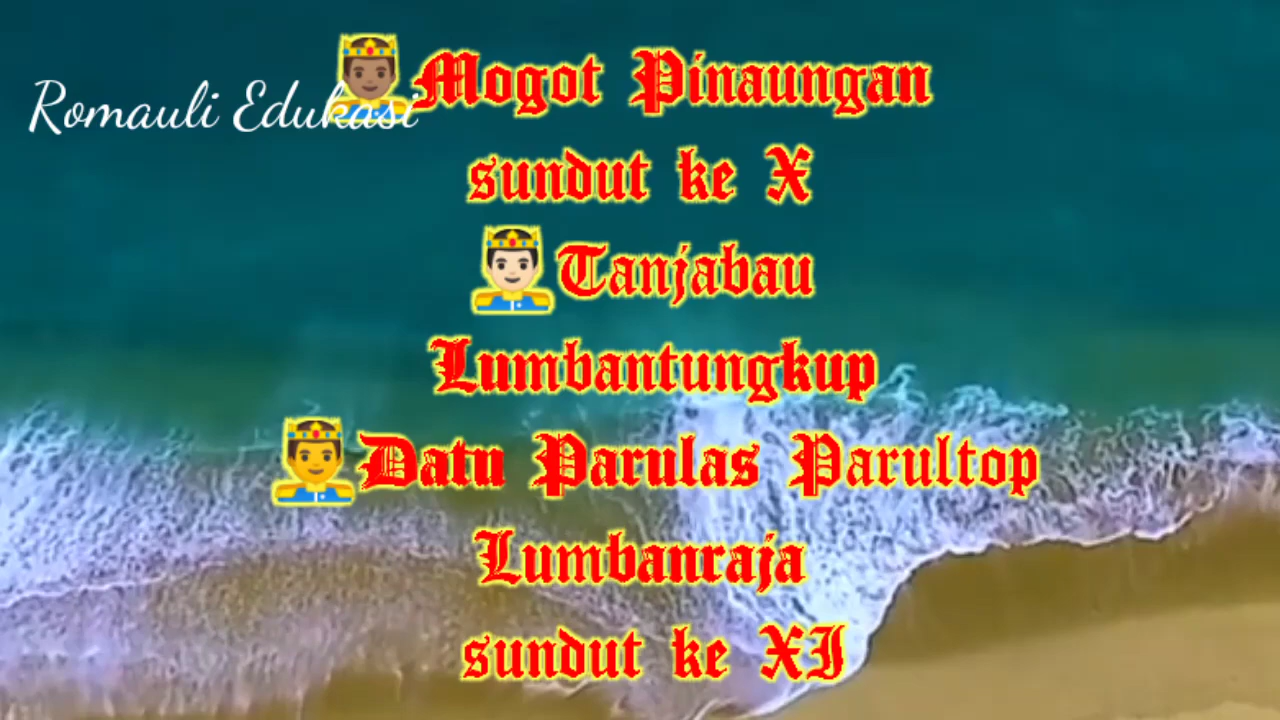 Romauli Edukasi
Mogot Pinaungan
sundut ke X
Tanjabau
Lumbantungkup
Datu Parulas Parultop
Lumbanraja
sundut ke XI